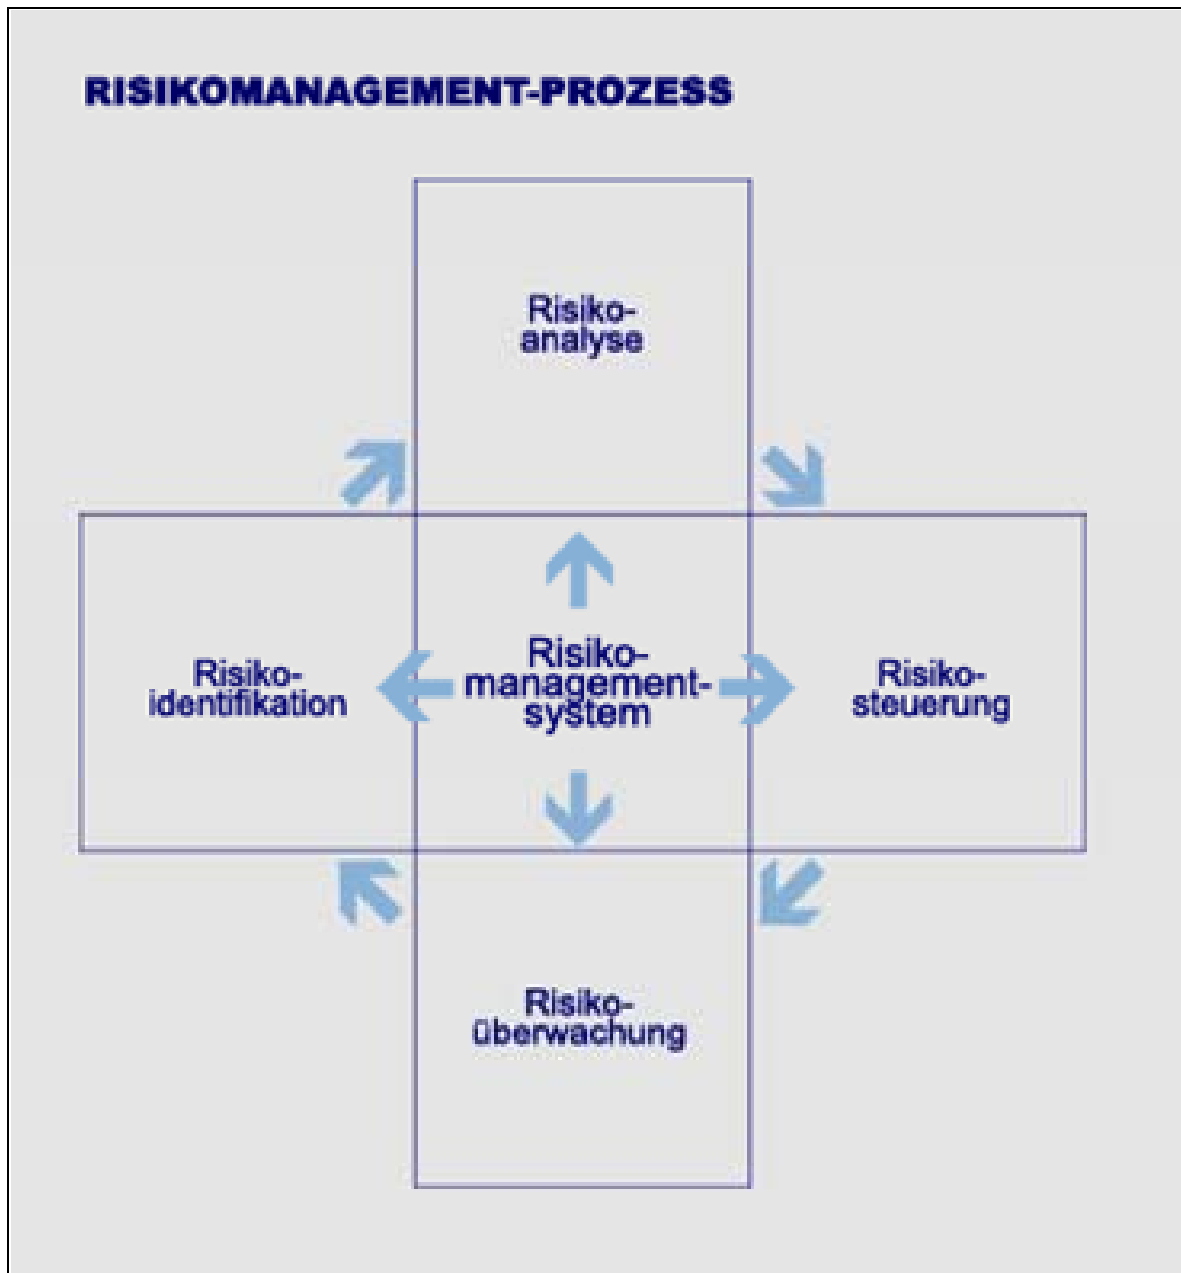 RISIKOMANAGEMENT-PROZESS
Risiko-
analyse
Risiko-
identifikation
Risiko-
management-
system
Risiko-
steuerung
Risiko-
überwachung